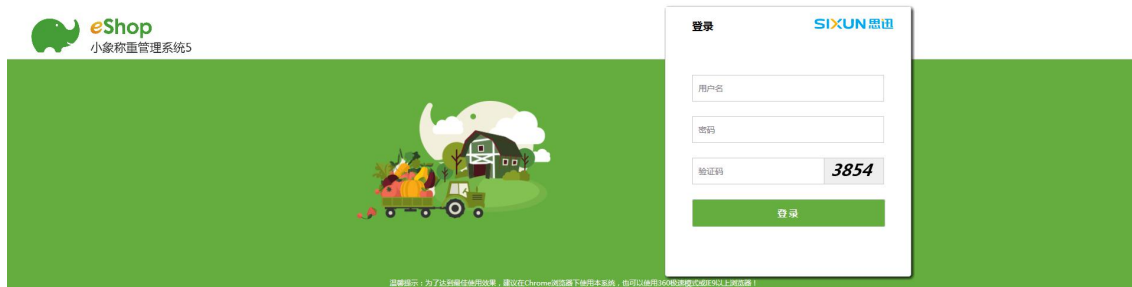 eShop
小象称重管理系统5
登录
SIXUN思迅
用户名
密码
验证码
3854
登录
温馨提示：为了达到最佳使用效果，建议在Chrome浏览器下使用本系统，也可以使用360极速模式或IE9以上浏览器！